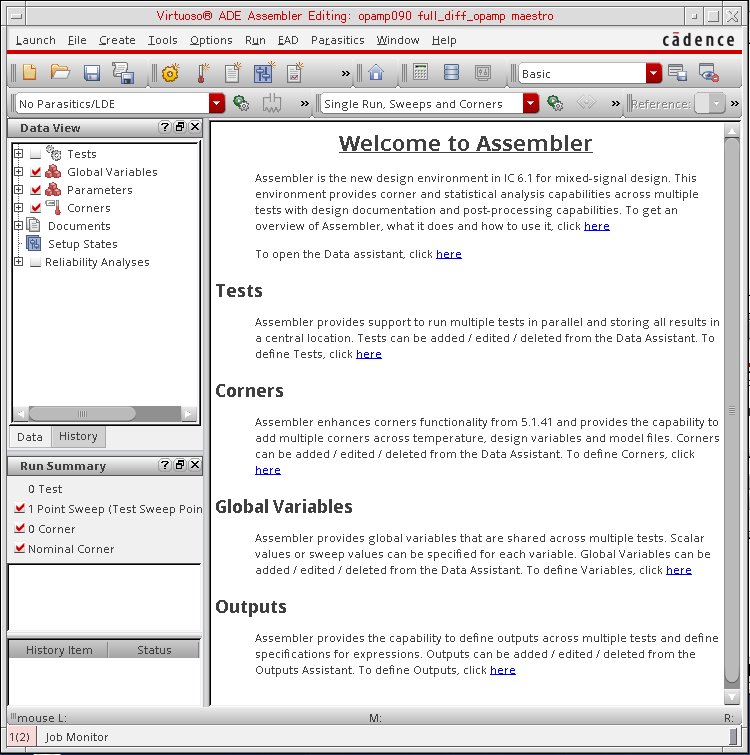 Virtuoso® ADE Assembler Editing: opamp090 full_diff_opamp maestro
Launch File Create Tools Options Run EAD Parasitics Window Help
cādence
» Basic
No Parasitics/LDE » Single Run, Sweeps and Corners » Reference: »
Data View
Tests
Global Variables
Parameters
Corners
Documents
Setup States
Reliability Analyses
Data History
Run Summary
0 Test
1 Point Sweep (Test Sweep Poin
0 Corner
Nominal Corner
History Item Status
Welcome to Assembler
Assembler is the new design environment in IC 6.1 for mixed-signal design. This
environment provides corner and statistical analysis capabilities across multiple
tests with design documentation and post-processing capabilities. To get an
overview of Assembler, what it does and how to use it, click here
To open the Data assistant, click here
Tests
Assembler provides support to run multiple tests in parallel and storing all results in
a central location. Tests can be added / edited / deleted from the Data Assistant. To
define Tests, click here
Corners
Assembler enhances corners functionality from 5.1.41 and provides the capability to
add multiple corners across temperature, design variables and model files. Corners
can be added / edited / deleted from the Data Assistant. To define Corners, click
here
Global Variables
Assembler provides global variables that are shared across multiple tests. Scalar
values or sweep values can be specified for each variable. Global Variables can be
added / edited / deleted from the Data Assistant. To define Variables, click here
Outputs
Assembler provides the capability to define outputs across multiple tests and define
specifications for expressions. Outputs can be added / edited / deleted from the
Outputs Assistant. To define Outputs, click here
mouse L: M: R:
1(2) Job Monitor